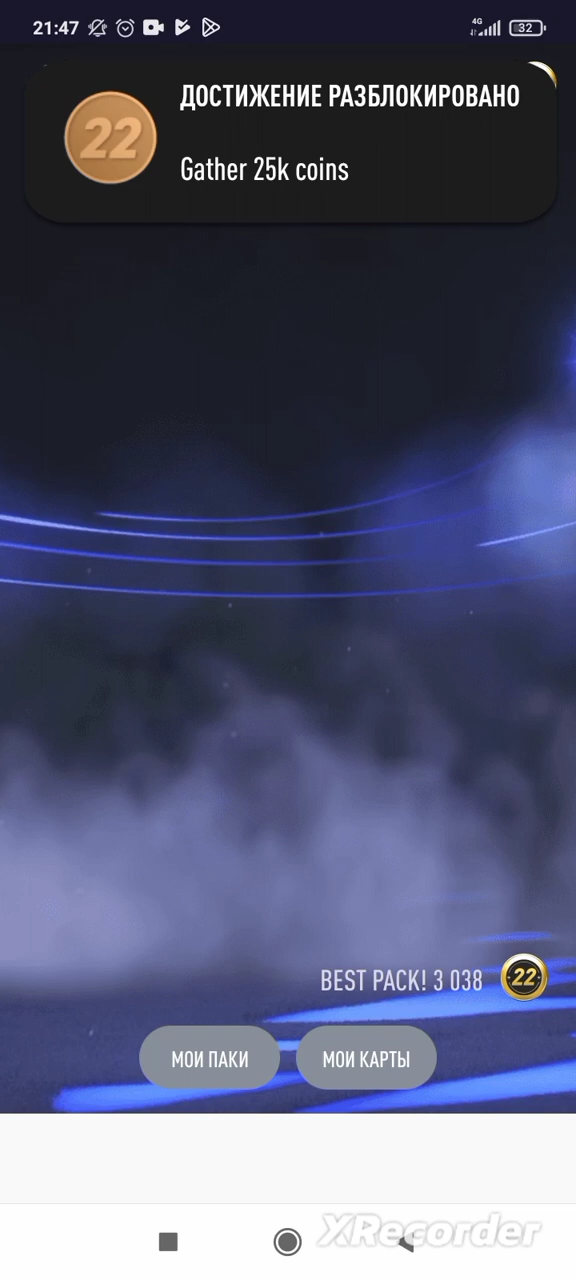 21:47
4G
32
22
ДОСТИЖЕНИЕ РАЗБЛОКИРОВАНО
Gather 25k coins
BEST PACK! 3 038
22
МОИ ПАКИ
МОИ КАРТЫ
XRecorder